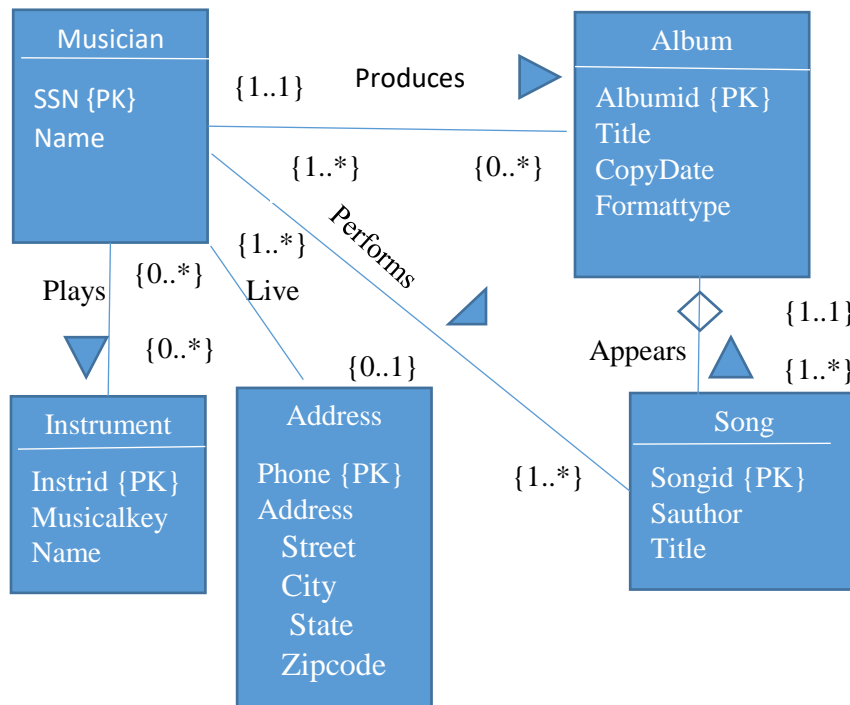 Musician
SSN {PK}
Name
{1..1}
Produces
{1..*}
{0..*}
Album
Albumid {PK}
Title
CopyDate
Formattype
Performs
{1..*}
Live
Plays
{0..*}
{0..*}
{0..1}
{1..1}
Appears
{1..*}
{1..*}
Instrument
Instrid {PK}
Musicalkey
Name
Address
Phone {PK}
Address
Street
City
State
Zipcode
Song
Songid {PK}
Sauthor
Title